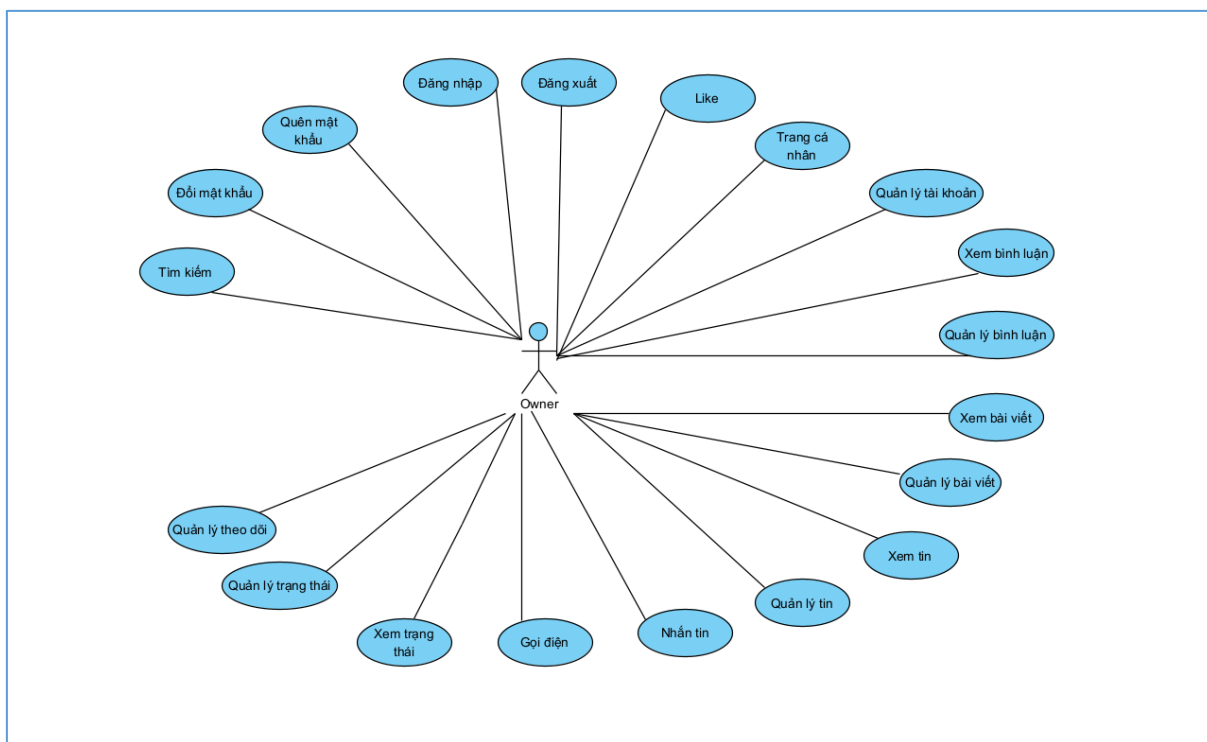 Đăng nhập
Đăng xuất
Like
Quên mật
khẩu
Trang cá
nhân
Đổi mật khẩu
Quản lý tài khoản
Xem bình luận
Tìm kiếm
Quản lý bình luận
Owner
Xem bài viết
Quản lý bài viết
Quản lý theo dõi
Xem tin
Quản lý trạng thái
Quản lý tin
Xem trạng
thái
Gọi điện
Nhắn tin